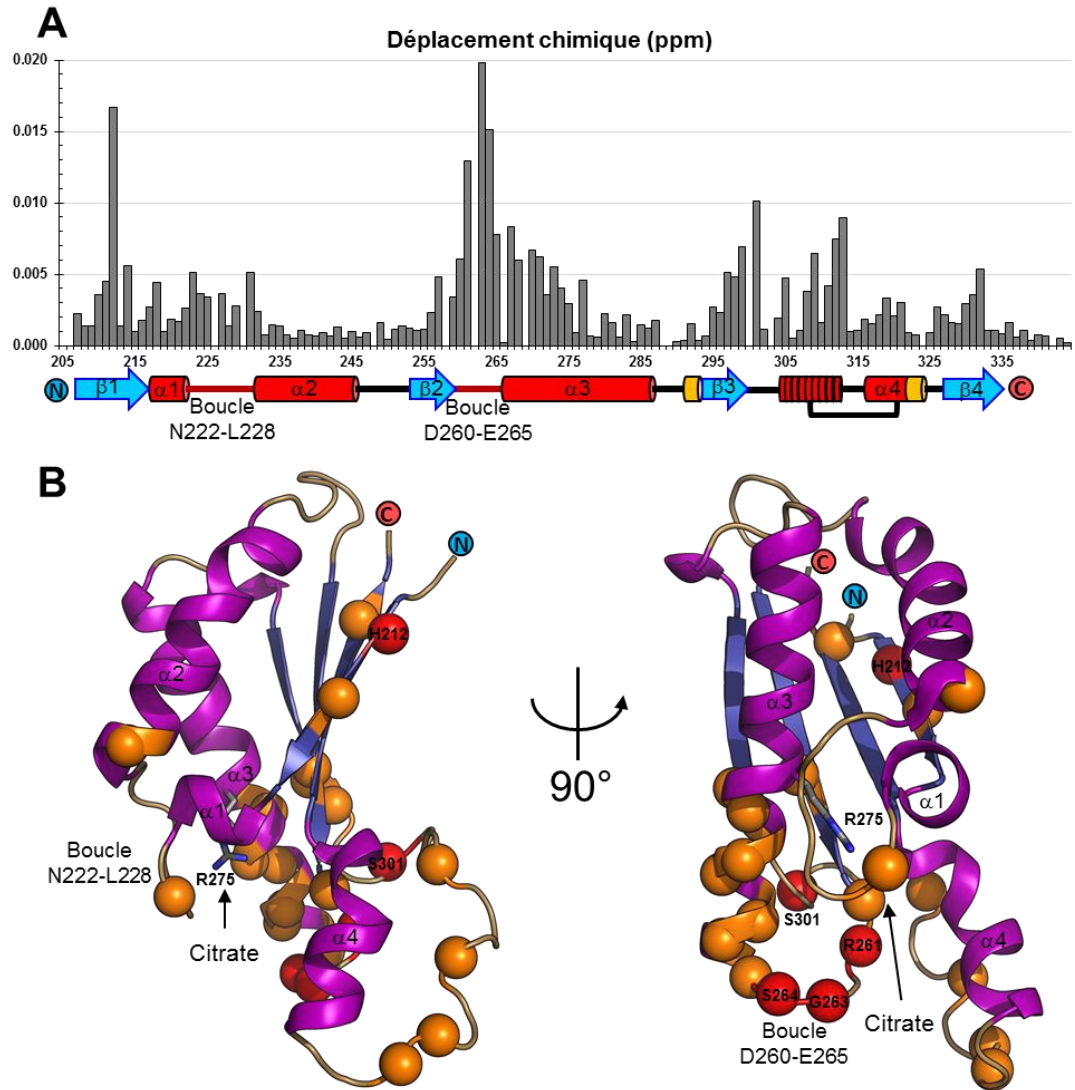 A
Déplacement chimique (ppm)
0.020
0.015
0.010
0.005
0.000
205 215 225 235 245 255 265 275 285 295 305 315 325 335
N β1 α1 α2 β2 α3 β3 α4 β4 C
Boucle
N222-L228
Boucle
D260-E265
B
C
N
H212
α2
α3
α1
Boucle
N222-L228
R275
S301
Citrate
α4
90°
C
N
α2
H212
α3
α1
R275
S301
R261
α4
S264
G263
Boucle
D260-E265
Citrate